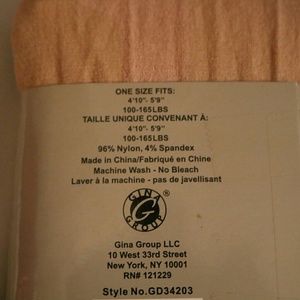 ONE SIZE FITS:
4'10"- 5'9"
100-165LBS
TAILLE UNIQUE CONVENANT À:
4'10"- 5'9"
100-165LBS
96% Nylon, 4% Spandex
Made in China/Fabriqué en Chine
Machine Wash - No Bleach
Laver à la machine - pas de javellisant
GINA
G
GROUP
®
Gina Group LLC
10 West 33rd Street
New York, NY 10001
RN# 121229
Style No.GD34203